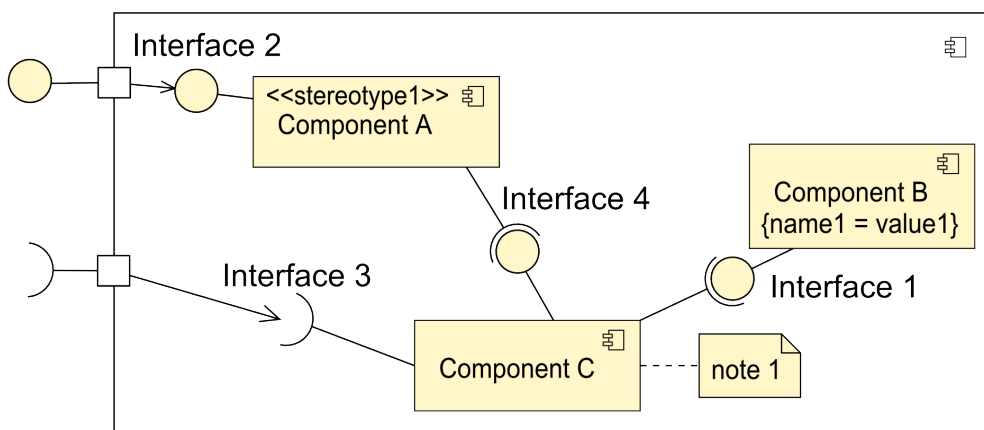 Interface 2
<<stereotype1>>
Component A
Interface 4
Component B
{name1 = value1}
Interface 3
Interface 1
Component C
note 1